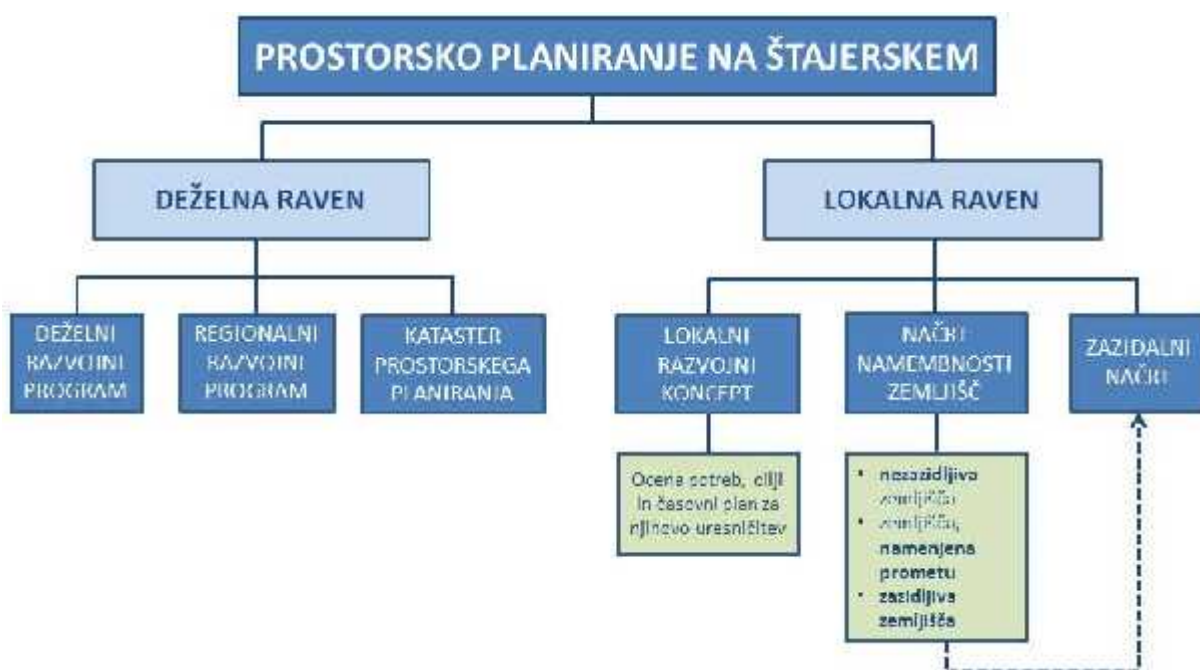 PROSTORSKO PLANIRANJE NA ŠTAJERSKEM
DEŽELNA RAVEN
LOKALNA RAVEN
DEŽELNI
RAZVOJNI
PROGRAM
REGIONALNI
RAZVOJNI
PROGRAM
KATASTER
PROSTORSKEGA
PLANIRANJA
LOKALNI
RAZVOJNI
KONCEPT
NAČRT
NAMEMBNOSTI
ZEMLJIŠČ
ZAZIDALNI
NAČRT
Ocena potreb, cilji
in časovni plan za
njihovo uresničitev
• nezazidljiva
zemljišča
• zemljišča,
namenjena
prometu
• zazidljiva
zemljišča